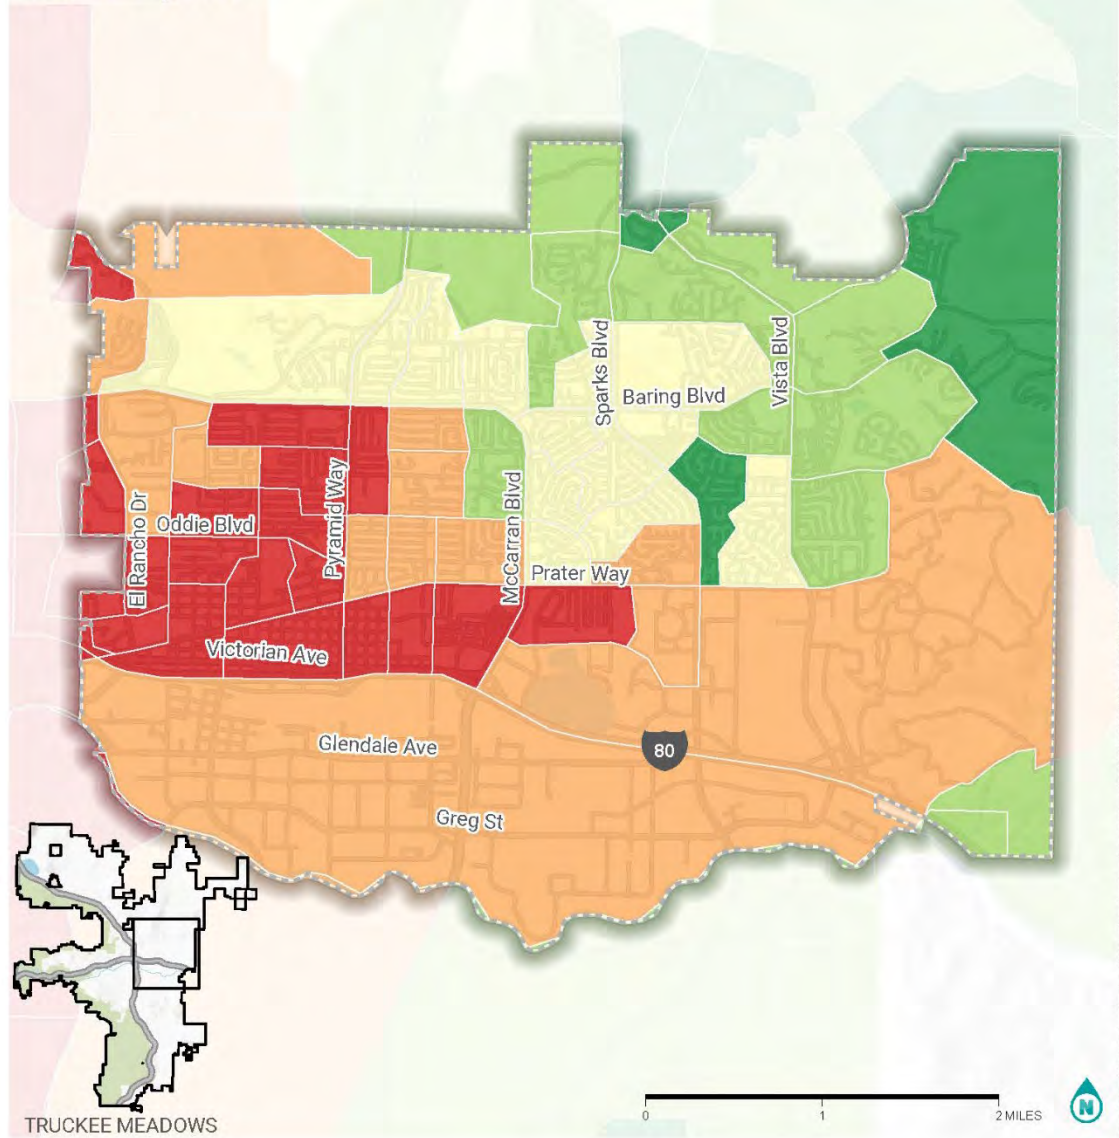 Sparks Blvd
Vista Blvd
Baring Blvd
El Rancho Dr
Oddie Blvd
Pyramid Way
McCarran Blvd
Prater Way
Victorian Ave
Glendale Ave
80
Greg St
TRUCKEE MEADOWS
0
1
2 MILES
N